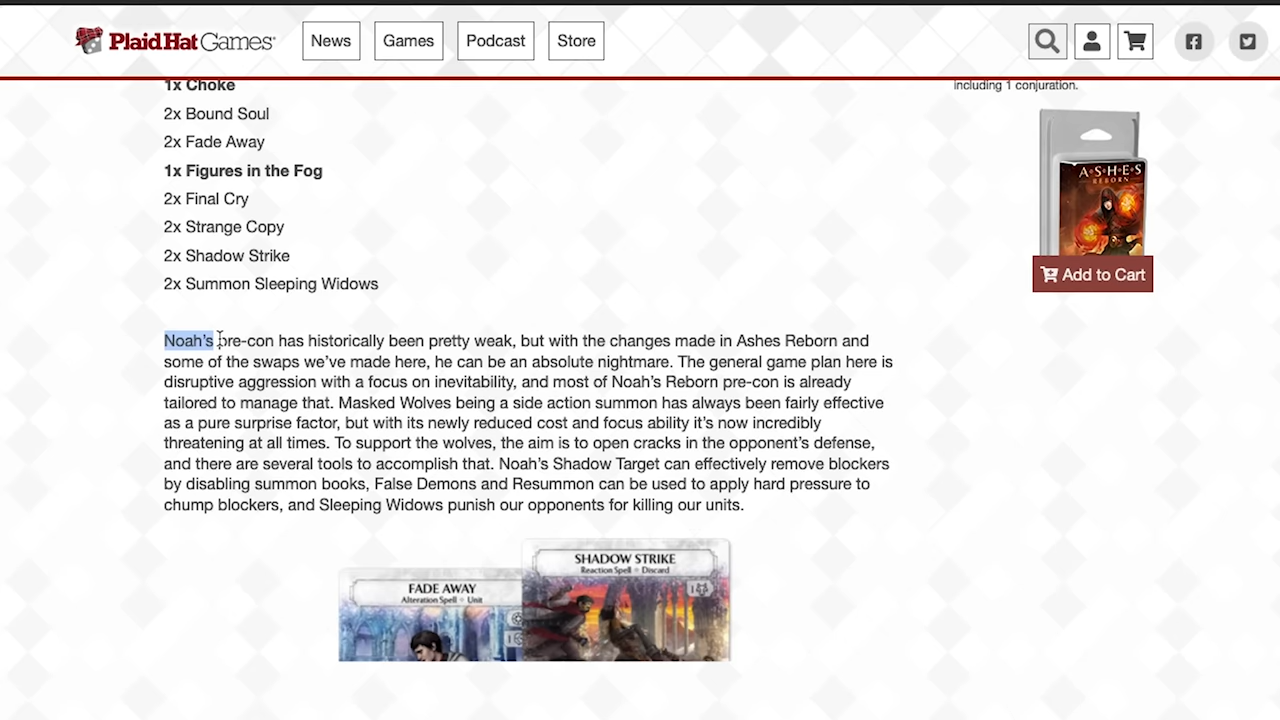 PlaidHatGames
News
Games
Podcast
Store
1x Choke
including 1 conjuration.
2x Bound Soul
2x Fade Away
1x Figures in the Fog
2x Final Cry
2x Strange Copy
2x Shadow Strike
2x Summon Sleeping Widows
A·S·H·E·S
REBORN
Add to Cart
Noah's pre-con has historically been pretty weak, but with the changes made in Ashes Reborn and
some of the swaps we've made here, he can be an absolute nightmare. The general game plan here is
disruptive aggression with a focus on inevitability, and most of Noah's Reborn pre-con is already
tailored to manage that. Masked Wolves being a side action summon has always been fairly effective
as a pure surprise factor, but with its newly reduced cost and focus ability it's now incredibly
threatening at all times. To support the wolves, the aim is to open cracks in the opponent's defense,
and there are several tools to accomplish that. Noah's Shadow Target can effectively remove blockers
by disabling summon books, False Demons and Resummon can be used to apply hard pressure to
chump blockers, and Sleeping Widows punish our opponents for killing our units.
SHADOW STRIKE
Reaction Spell + Discard
1
FADE AWAY
Alteration Spell + Unit
1